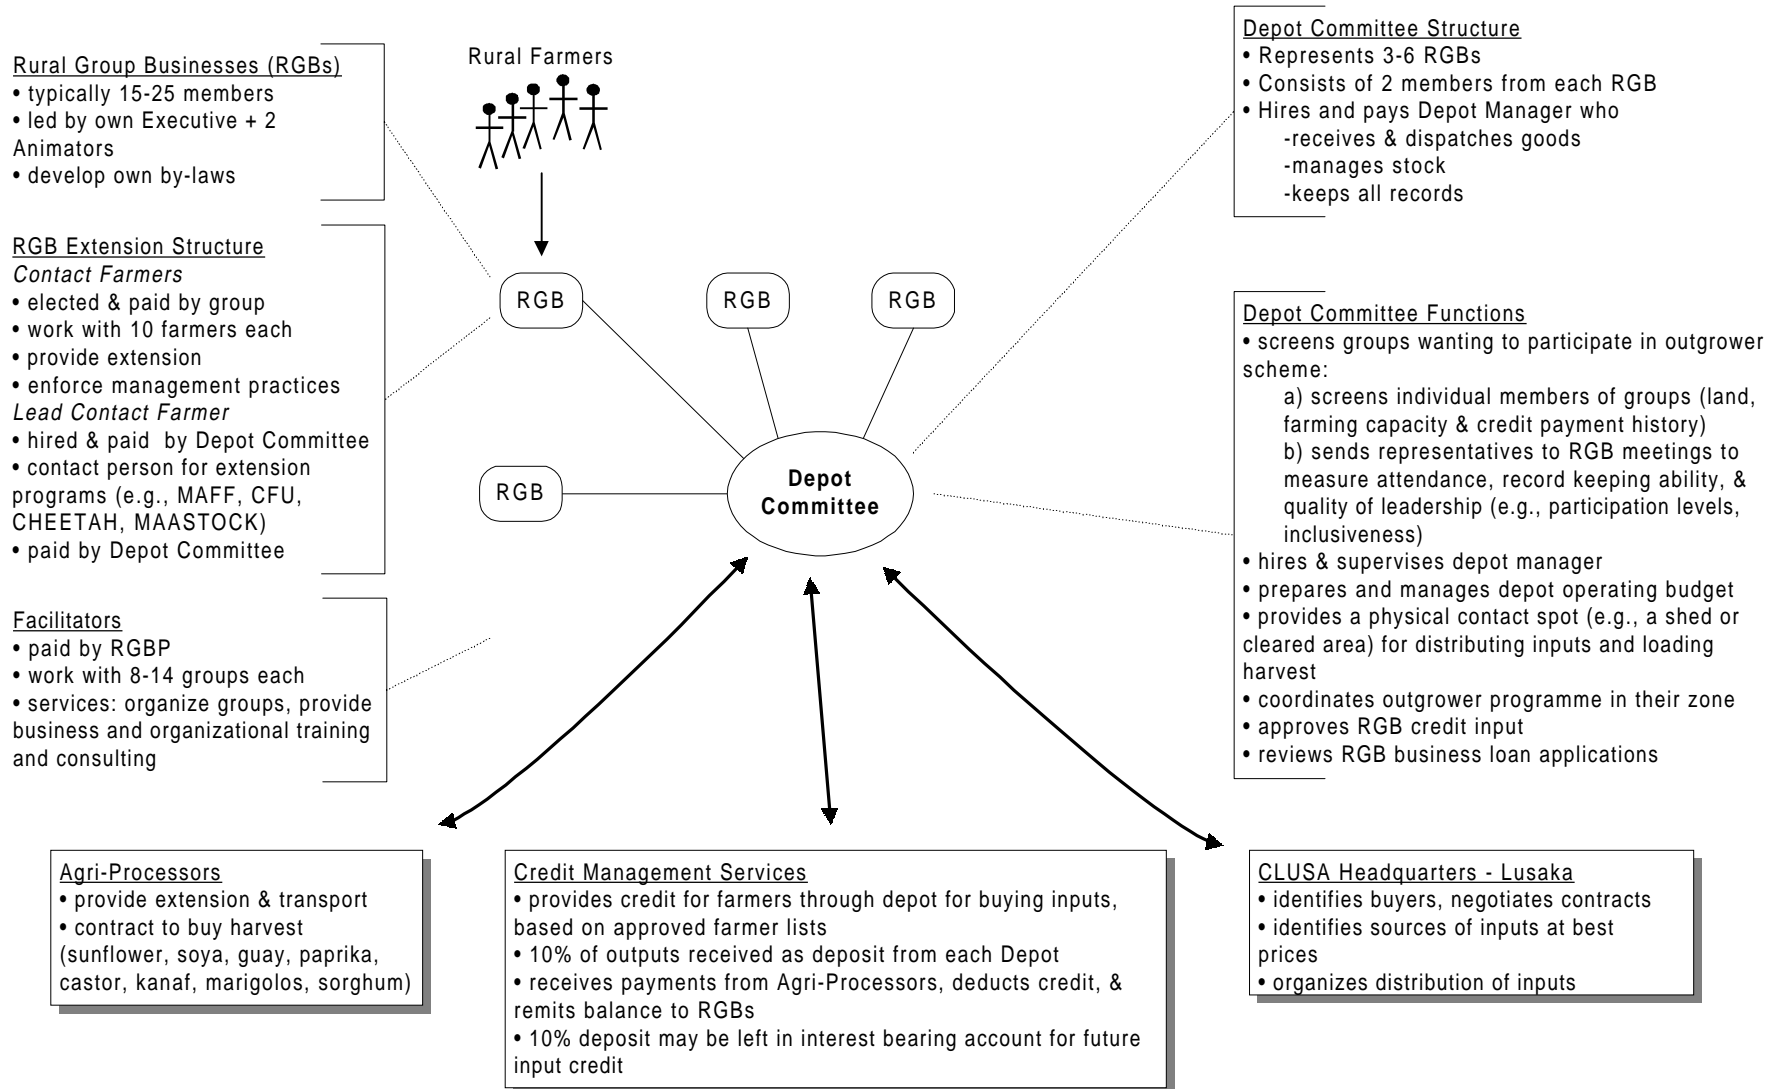 Rural Group Businesses (RGBs)
• typically 15-25 members
• led by own Executive + 2
Animators
• develop own by-laws
RGB Extension Structure
Contact Farmers
• elected & paid by group
• work with 10 farmers each
• provide extension
• enforce management practices
Lead Contact Farmer
• hired & paid by Depot Committee
• contact person for extension
programs (e.g., MAFF, CFU,
CHEETAH, MAASTOCK)
• paid by Depot Committee
Facilitators
• paid by RGBP
• work with 8-14 groups each
• services: organize groups, provide
business and organizational training
and consulting
Rural Farmers
RGB
RGB
RGB
RGB
Depot
Committee
Depot Committee Structure
• Represents 3-6 RGBs
• Consists of 2 members from each RGB
• Hires and pays Depot Manager who
-receives & dispatches goods
-manages stock
-keeps all records
Depot Committee Functions
• screens groups wanting to participate in outgrower
scheme:
a) screens individual members of groups (land,
farming capacity & credit payment history)
b) sends representatives to RGB meetings to
measure attendance, record keeping ability, &
quality of leadership (e.g., participation levels,
inclusiveness)
• hires & supervises depot manager
• prepares and manages depot operating budget
• provides a physical contact spot (e.g., a shed or
cleared area) for distributing inputs and loading
harvest
• coordinates outgrower programme in their zone
• approves RGB credit input
• reviews RGB business loan applications
Agri-Processors
• provide extension & transport
• contract to buy harvest
(sunflower, soya, guay, paprika,
castor, kanaf, marigolos, sorghum)
Credit Management Services
• provides credit for farmers through depot for buying inputs,
based on approved farmer lists
• 10% of outputs received as deposit from each Depot
• receives payments from Agri-Processors, deducts credit, &
remits balance to RGBs
• 10% deposit may be left in interest bearing account for future
input credit
CLUSA Headquarters - Lusaka
• identifies buyers, negotiates contracts
• identifies sources of inputs at best
prices
• organizes distribution of inputs